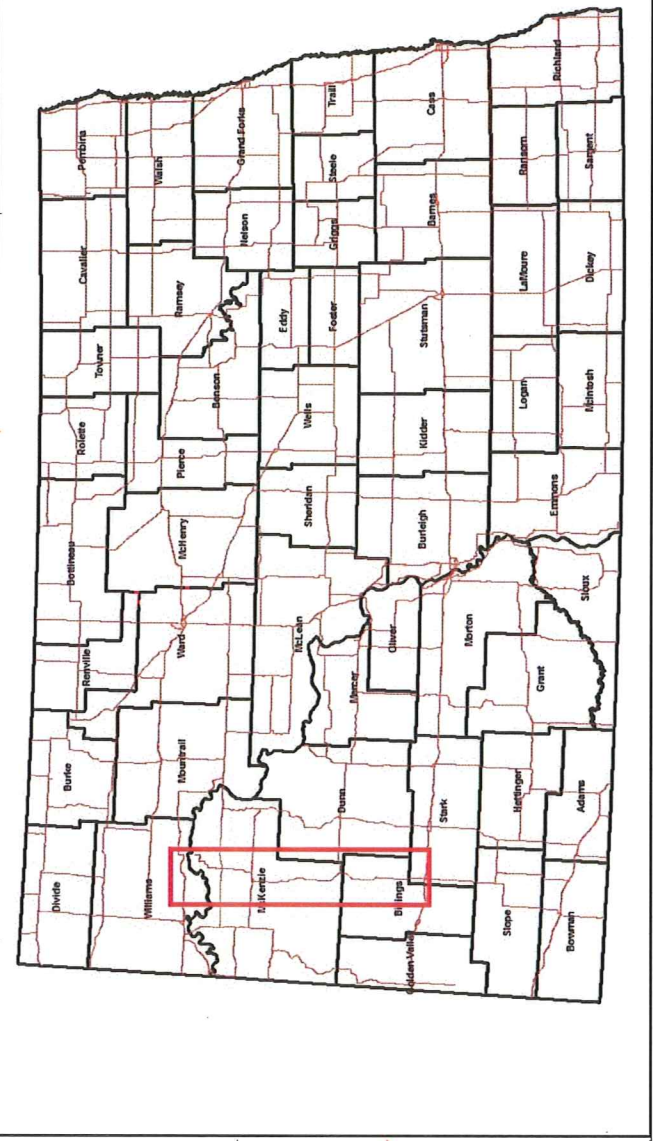 Divide
Burke
Renville
Bottineau
Rolette
Towner
Cavalier
Pembina
Williams
Mountrail
Ward
McHenry
Pierce
Benson
Ramsey
Walsh
Nelson
Grand Forks
McKenzie
McLean
Sheridan
Wells
Eddy
Foster
Griggs
Steele
Traill
Dunn
Mercer
Oliver
Golden Valley
Billings
Stark
Morton
Burleigh
Kidder
Stutsman
Barnes
Cass
Slope
Hettinger
Grant
Logan
LaMoure
Ransom
Richland
Bowman
Adams
Sioux
Emmons
McIntosh
Dickey
Sargent